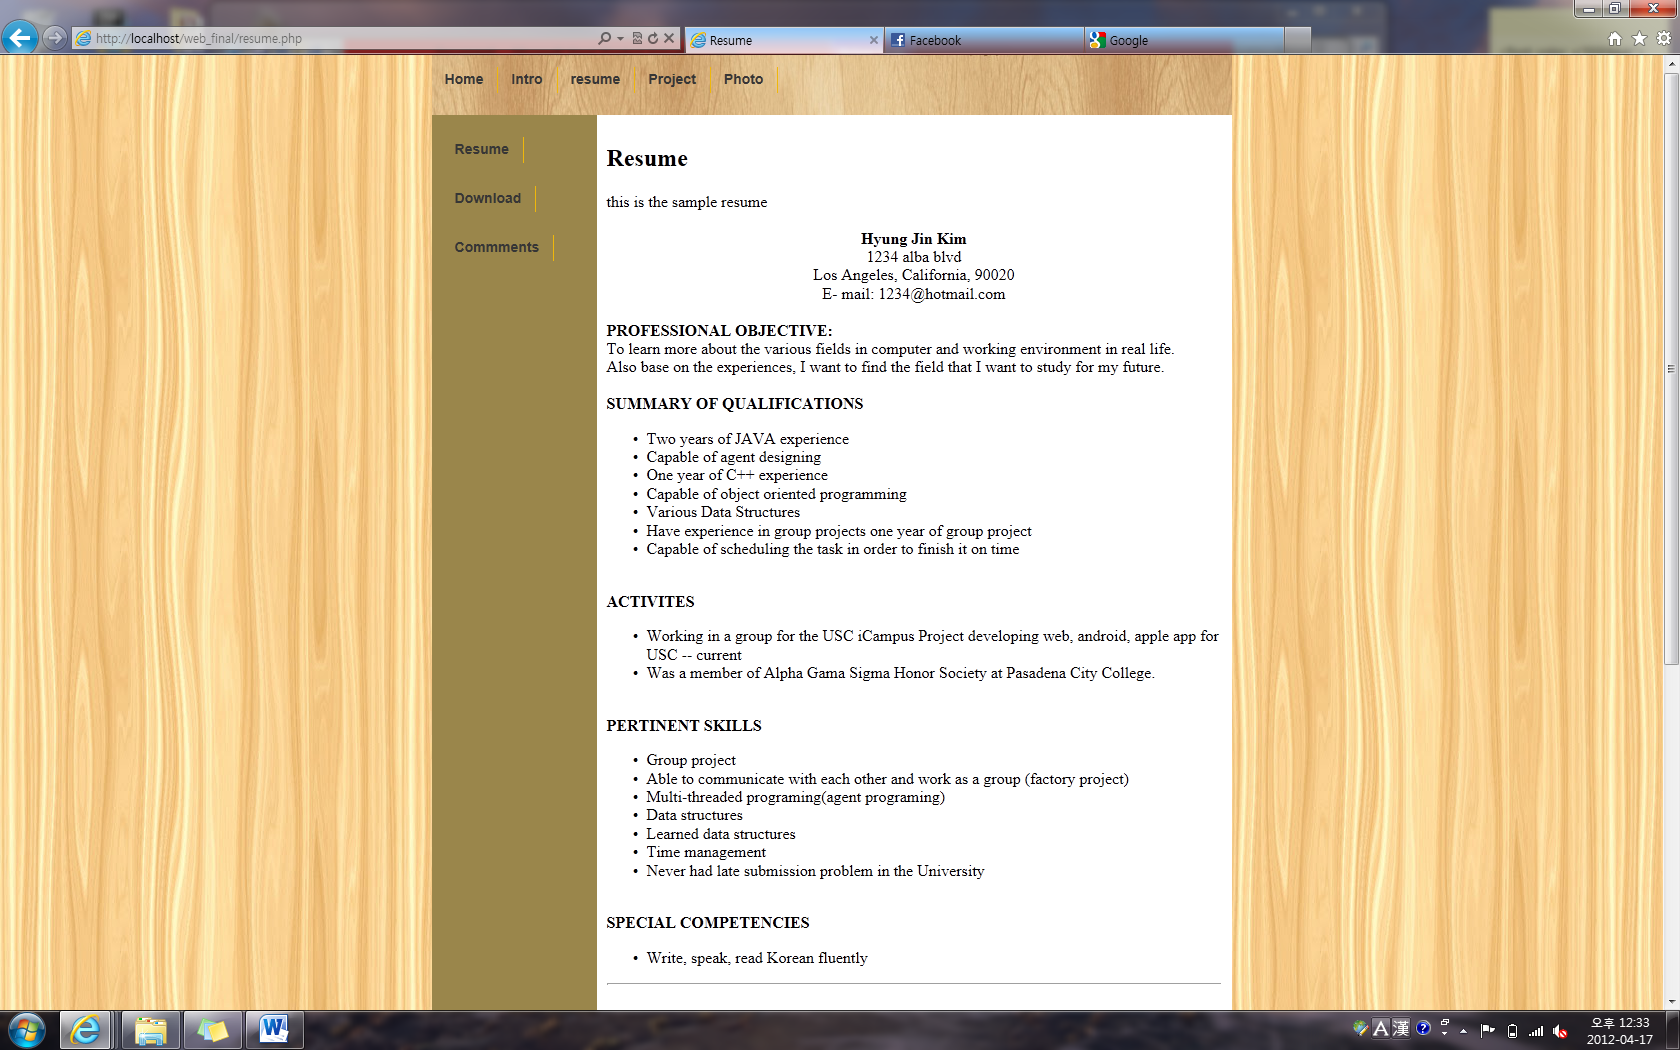 http://localhost/web_final/resume.php
Resume
Facebook
Google
Home
Intro
resume
Project
Photo
Resume
Download
Commments
Resume
this is the sample resume
Hyung Jin Kim
1234 alba blvd
Los Angeles, California, 90020
E- mail: 1234@hotmail.com
PROFESSIONAL OBJECTIVE:
To learn more about the various fields in computer and working environment in real life.
Also base on the experiences, I want to find the field that I want to study for my future.
SUMMARY OF QUALIFICATIONS
• Two years of JAVA experience
• Capable of agent designing
• One year of C++ experience
• Capable of object oriented programming
• Various Data Structures
• Have experience in group projects one year of group project
• Capable of scheduling the task in order to finish it on time
ACTIVITES
• Working in a group for the USC iCampus Project developing web, android, apple app for
USC -- current
• Was a member of Alpha Gama Sigma Honor Society at Pasadena City College.
PERTINENT SKILLS
• Group project
• Able to communicate with each other and work as a group (factory project)
• Multi-threaded programing(agent programing)
• Data structures
• Learned data structures
• Time management
• Never had late submission problem in the University
SPECIAL COMPETENCIES
• Write, speak, read Korean fluently
A 漢
오후 12:33
2012-04-17